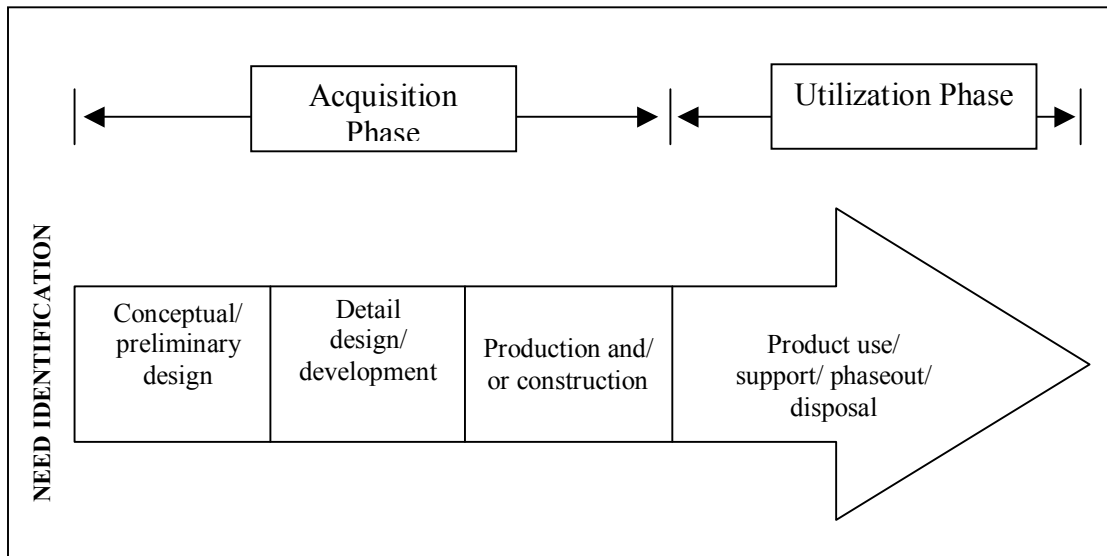 Acquisition
Phase
Utilization Phase
NEED IDENTIFICATION
Conceptual/
preliminary
design
Detail
design/
development
Production and/
or construction
Product use/
support/ phaseout/
disposal